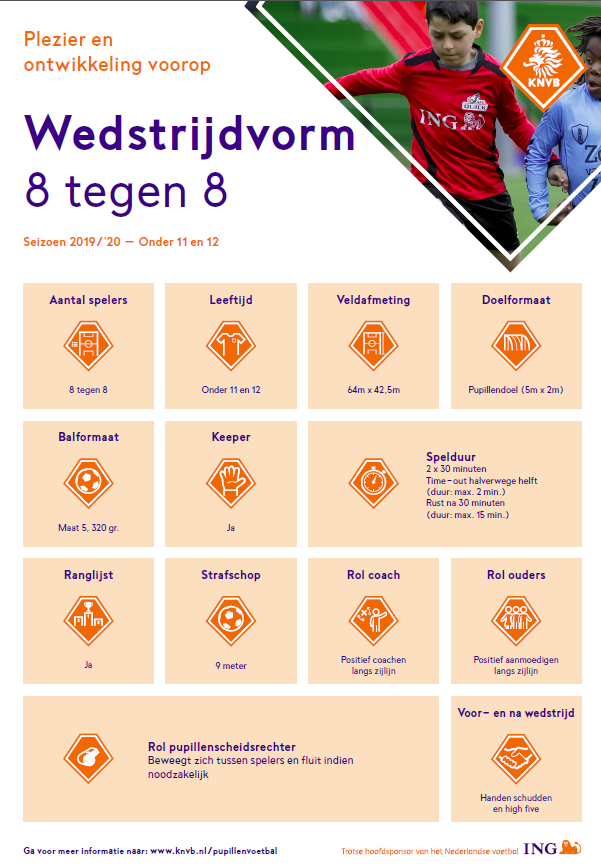 Plezier en
ontwikkeling voorop
KNVB
QUICK
ING
Wedstrijdvorm
8 tegen 8
Seizoen 2019/'20 — Onder 11 en 12
Aantal spelers
8 tegen 8
Leeftijd
Onder 11 en 12
Veldafmeting
64m x 42,5m
Doelformaat
Pupillendoel (5m x 2m)
Balformaat
Maat 5, 320 gr.
Keeper
Ja
Spelduur
2 x 30 minuten
Time-out halverwege helft
(duur: max. 2 min.)
Rust na 30 minuten
(duur: max. 15 min.)
Ranglijst
Ja
Strafschop
9 meter
Rol coach
Positief coachen
langs zijlijn
Rol ouders
Positief aanmoedigen
langs zijlijn
Rol pupillenscheidsrechter
Beweegt zich tussen spelers en fluit indien
noodzakelijk
Voor- en na wedstrijd
Handen schudden
en high five
Ga voor meer informatie naar: www.knvb.nl/pupillenvoetbal
Trotse hoofdsponsor van het Nederlandse voetbal ING